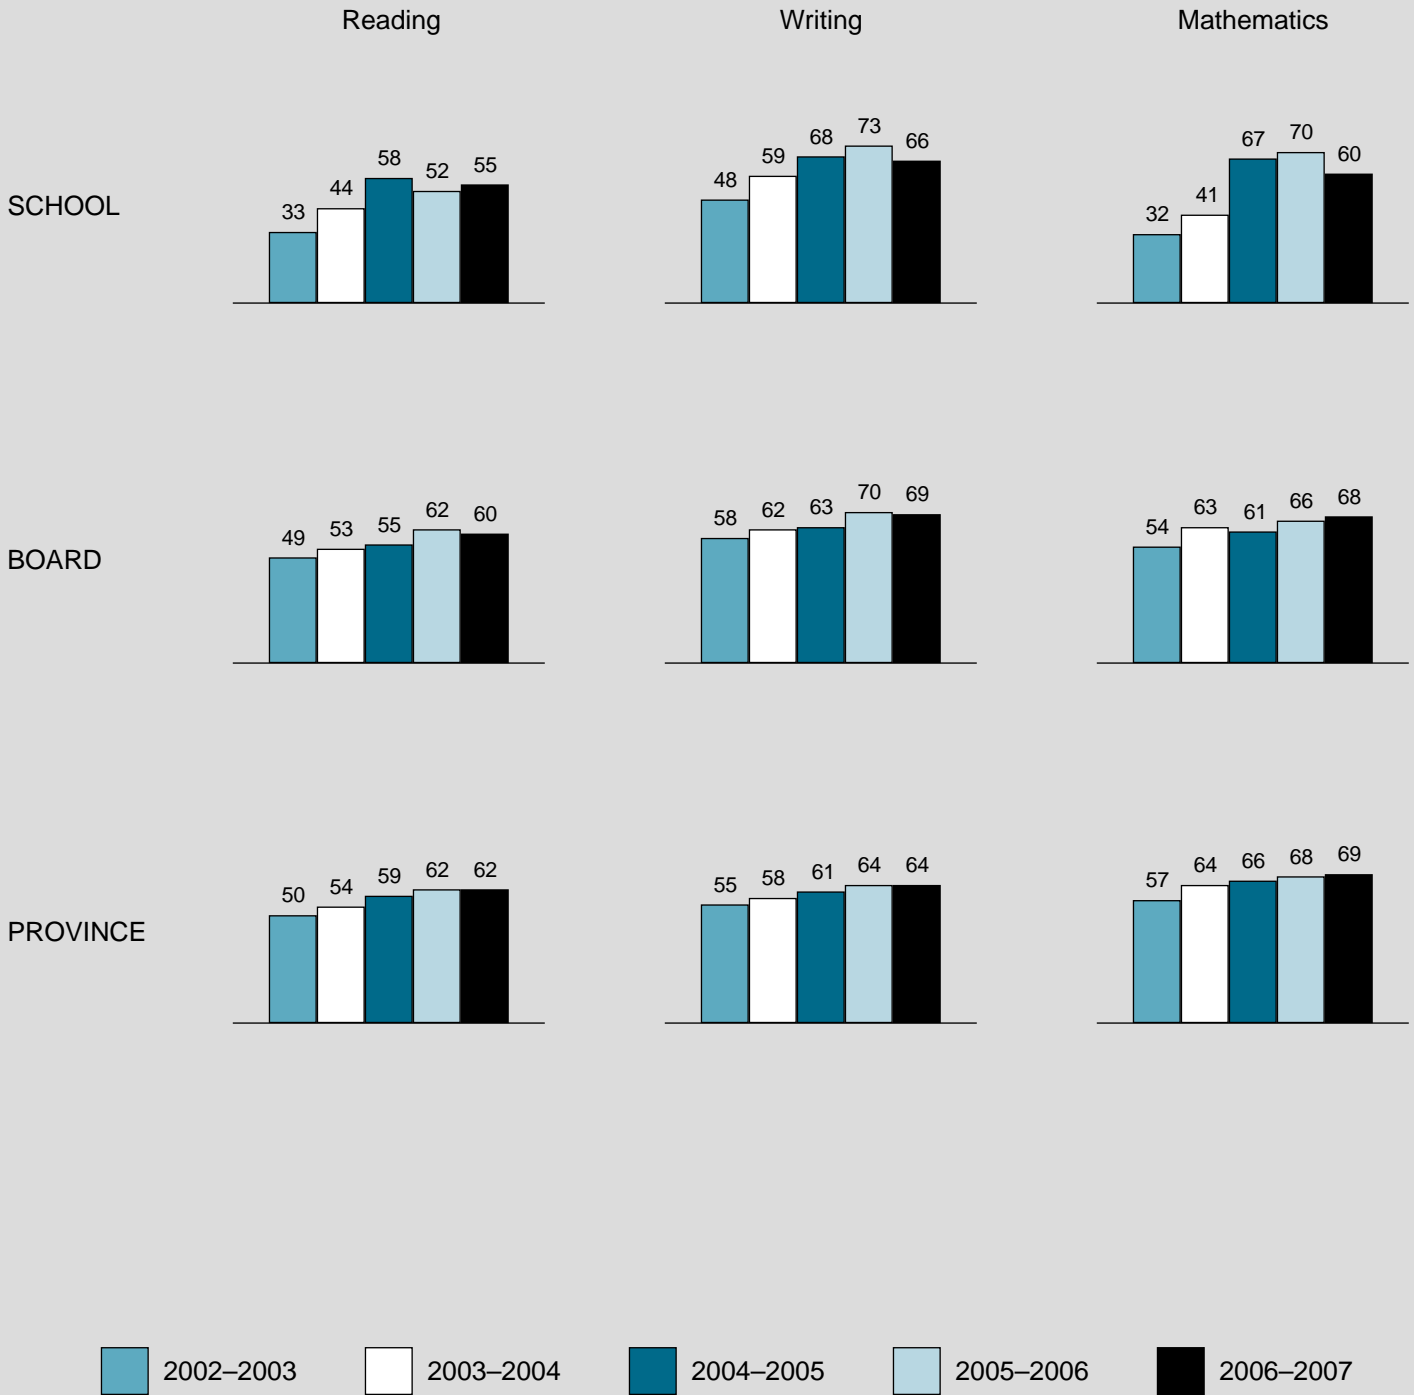 Reading Writing Mathematics
SCHOOL
33 44 58 52 55
48 59 68 73 66
32 41 67 70 60
BOARD
49 53 55 62 60
58 62 63 70 69
54 63 61 66 68
PROVINCE
50 54 59 62 62
55 58 61 64 64
57 64 66 68 69
2002–2003 2003–2004 2004–2005 2005–2006 2006–2007